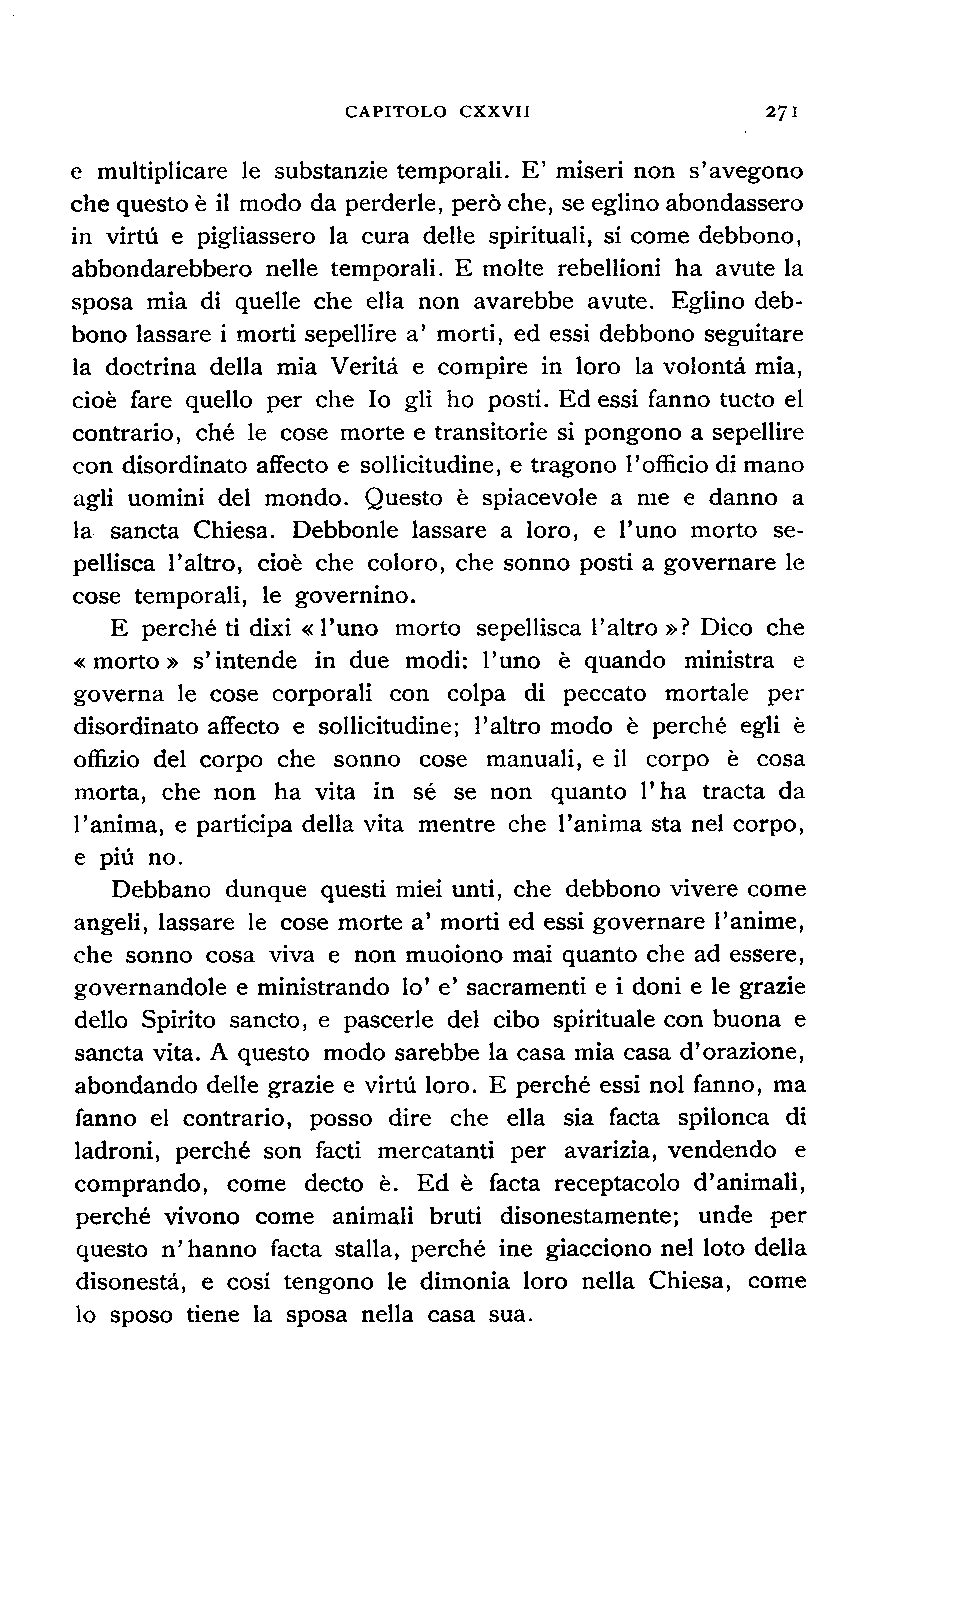 CAPITOLO CXXVII 271
e multiplicare le substanzie temporali. E' miseri non s'avegono
che questo è il modo da perderle, però che, se eglino abondassero
in virtú e pigliassero la cura delle spirituali, sí come debbono,
abbondarebbero nelle temporali. E molte rebellioni ha avute la
sposa mia di quelle che ella non avarebbe avute. Eglino deb-
bono lassare i morti sepellire a' morti, ed essi debbono seguitare
la doctrina della mia Veritá e compire in loro la volontá mia,
cioè fare quello per che Io gli ho posti. Ed essi fanno tucto el
contrario, ché le cose morte e transitorie si pongono a sepellire
con disordinato affecto e sollicitudine, e tragono l'officio di mano
agli uomini del mondo. Questo è spiacevole a me e danno a
la sancta Chiesa. Debbonle lassare a loro, e l'uno morto se-
pellisca l'altro, cioè che coloro, che sonno posti a governare le
cose temporali, le governino.
E perché ti dixi « l'uno morto sepellisca l'altro »? Dico che
« morto » s'intende in due modi: l'uno è quando ministra e
governa le cose corporali con colpa di peccato mortale per
disordinato affecto e sollicitudine; l'altro modo è perché egli è
offizio del corpo che sonno cose manuali, e il corpo è cosa
morta, che non ha vita in sé se non quanto l'ha tracta da
l'anima, e participa della vita mentre che l'anima sta nel corpo,
e piú no.
Debbano dunque questi miei unti, che debbono vivere come
angeli, lassare le cose morte a' morti ed essi governare l'anime,
che sonno cosa viva e non muoiono mai quanto che ad essere,
governandole e ministrando lo' e' sacramenti e i doni e le grazie
dello Spirito sancto, e pascerle del cibo spirituale con buona e
sancta vita. A questo modo sarebbe la casa mia casa d'orazione,
abondando delle grazie e virtú loro. E perché essi nol fanno, ma
fanno el contrario, posso dire che ella sia facta spilonca di
ladroni, perché son facti mercatanti per avarizia, vendendo e
comprando, come decto è. Ed è facta receptacolo d'animali,
perché vivono come animali bruti disonestamente; unde per
questo n'hanno facta stalla, perché ine giacciono nel loto della
disonestá, e cosí tengono le dimonia loro nella Chiesa, come
lo sposo tiene la sposa nella casa sua.